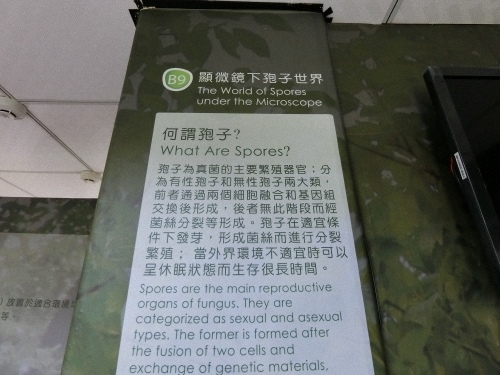 B9 顯微鏡下孢子世界
The World of Spores
under the Microscope
何謂孢子?
What Are Spores?
孢子為真菌的主要繁殖器官；分
為有性孢子和無性孢子兩大類，
前者通過兩個細胞融合和基因組
交換後形成，後者無此階段而經
菌絲分裂等形成。孢子在適宜條
件下發芽，形成菌絲而進行分裂
繁殖； 當外界環境不適宜時可以
呈休眠狀態而生存很長時間。
Spores are the main reproductive
organs of fungus. They are
categorized as sexual and asexual
types. The former is formed after
the fusion of two cells and
exchange of genetic materials,